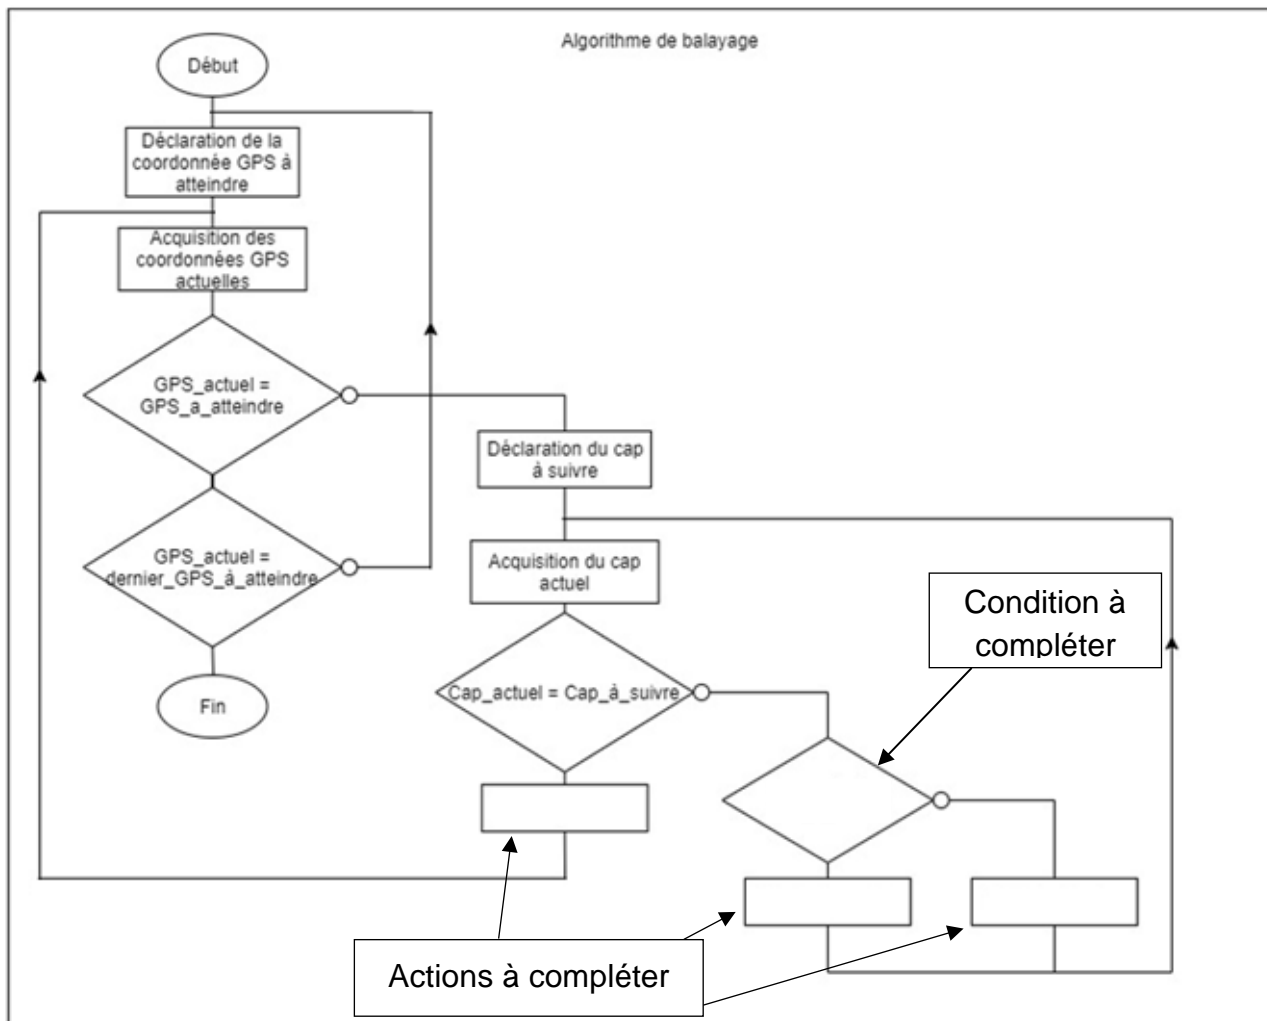 Algorithme de balayage
Début
Déclaration de la
coordonnée GPS à
atteindre
Acquisition des
coordonnées GPS
actuelles
GPS_actuel =
GPS_a_atteindre
Déclaration du cap
à suivre
GPS_actuel =
dernier_GPS_à_atteindre
Acquisition du cap
actuel
Condition à
compléter
Cap_actuel = Cap_à_suivre
Fin
Actions à compléter